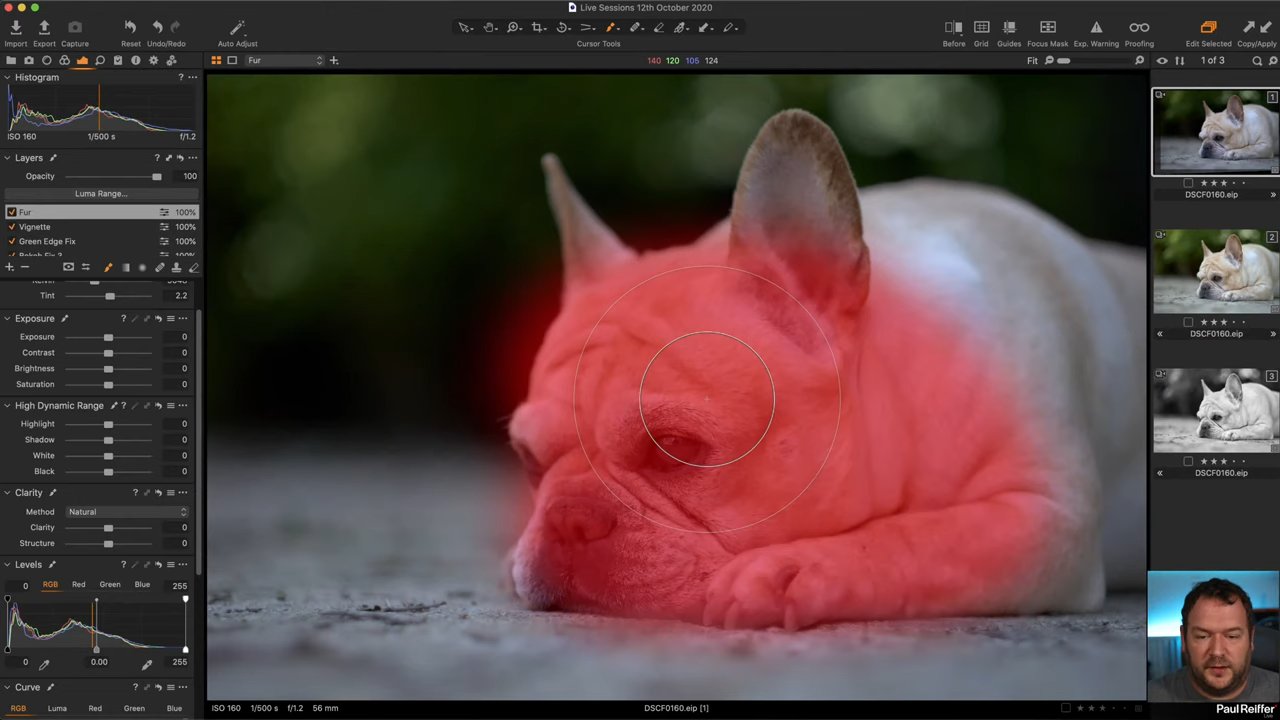 Live Sessions 12th October 2020
Import Export Capture Reset Undo/Redo Auto Adjust Cursor Tools Before Grid Guides Focus Mask Exp. Warning Proofing Edit Selected Copy/Apply
Fur 140 120 105 124 Fit 1 of 3
Histogram
ISO 160 1/500 s f/1.2
Layers
Opacity 100
Luma Range...
Fur 100%
Vignette 100%
Green Edge Fix 100%
Tint 2.2
Exposure
Exposure 0
Contrast 0
Brightness 0
Saturation 0
High Dynamic Range
Highlight 0
Shadow 0
White 0
Black 0
Clarity
Method Natural
Clarity 0
Structure 0
Levels
0 RGB Red Green Blue 255
0 0.00 255
Curve
RGB Luma Red Green Blue
ISO 160 1/500 s f/1.2 56 mm DSCF0160.eip [1]
1
DSCF0160.eip
2
DSCF0160.eip
3
DSCF0160.eip
Paul Reiffer
Live